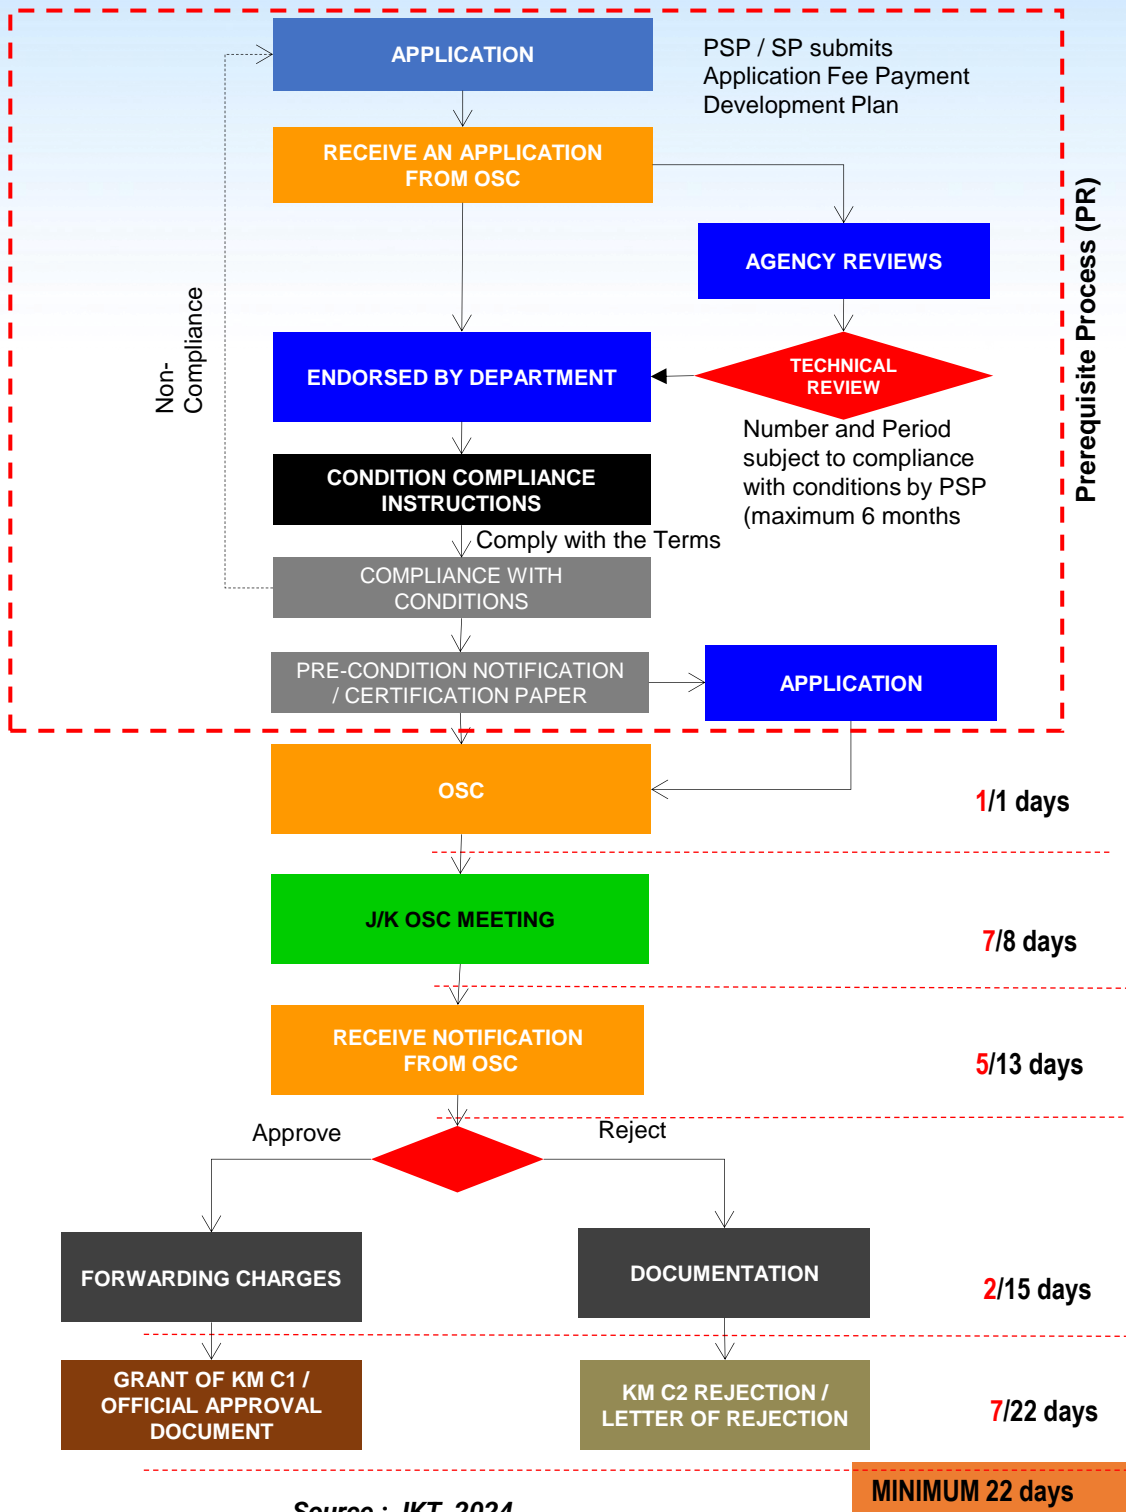 APPLICATION
PSP / SP submits
Application Fee Payment
Development Plan
RECEIVE AN APPLICATION
FROM OSC
AGENCY REVIEWS
Prerequisite Process (PR)
Non-
Compliance
ENDORSED BY DEPARTMENT
TECHNICAL
REVIEW
Number and Period
subject to compliance
with conditions by PSP
(maximum 6 months
CONDITION COMPLIANCE
INSTRUCTIONS
Comply with the Terms
COMPLIANCE WITH
CONDITIONS
PRE-CONDITION NOTIFICATION
/ CERTIFICATION PAPER
APPLICATION
OSC
1/1 days
J/K OSC MEETING
7/8 days
RECEIVE NOTIFICATION
FROM OSC
5/13 days
Approve
Reject
FORWARDING CHARGES
DOCUMENTATION
2/15 days
GRANT OF KM C1 /
OFFICIAL APPROVAL
DOCUMENT
KM C2 REJECTION /
LETTER OF REJECTION
7/22 days
MINIMUM 22 days
Source : JKT, 2024